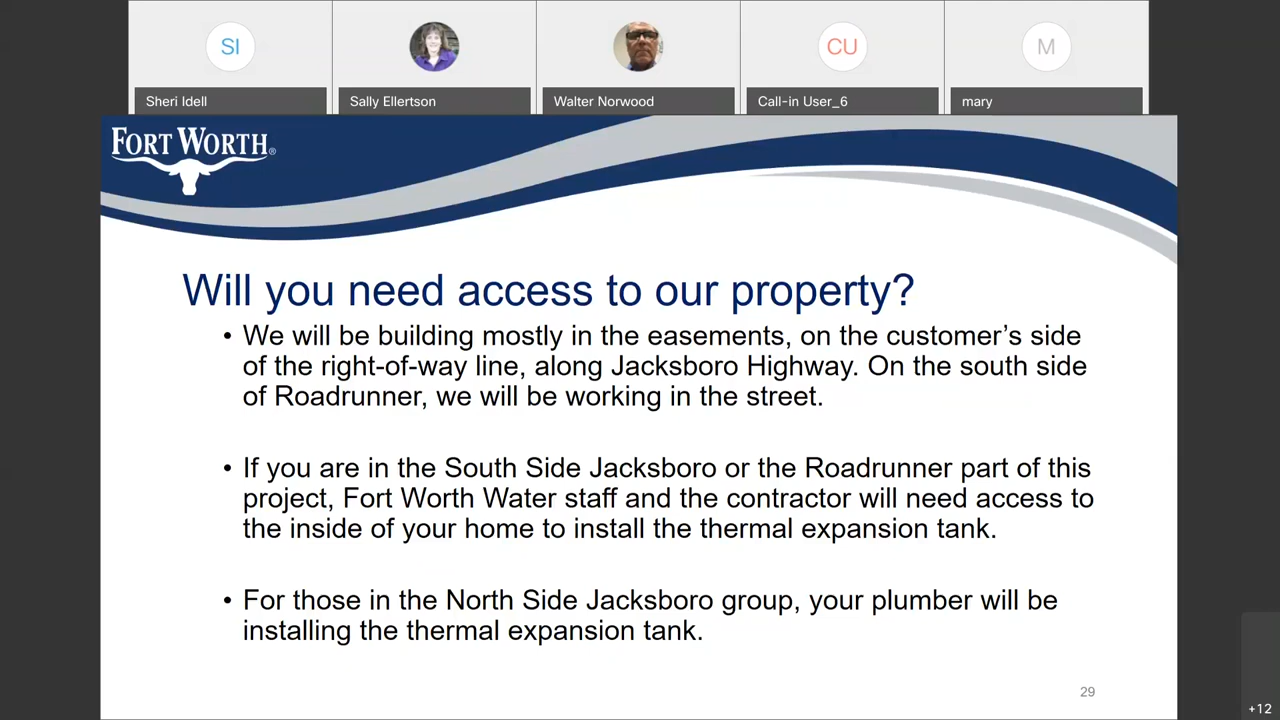 SI
CU
M
Sheri Idell
Sally Ellertson
Walter Norwood
Call-in User_6
mary
FORT WORTH®
Will you need access to our property?
• We will be building mostly in the easements, on the customer’s side
of the right-of-way line, along Jacksboro Highway. On the south side
of Roadrunner, we will be working in the street.
• If you are in the South Side Jacksboro or the Roadrunner part of this
project, Fort Worth Water staff and the contractor will need access to
the inside of your home to install the thermal expansion tank.
• For those in the North Side Jacksboro group, your plumber will be
installing the thermal expansion tank.
29
+12